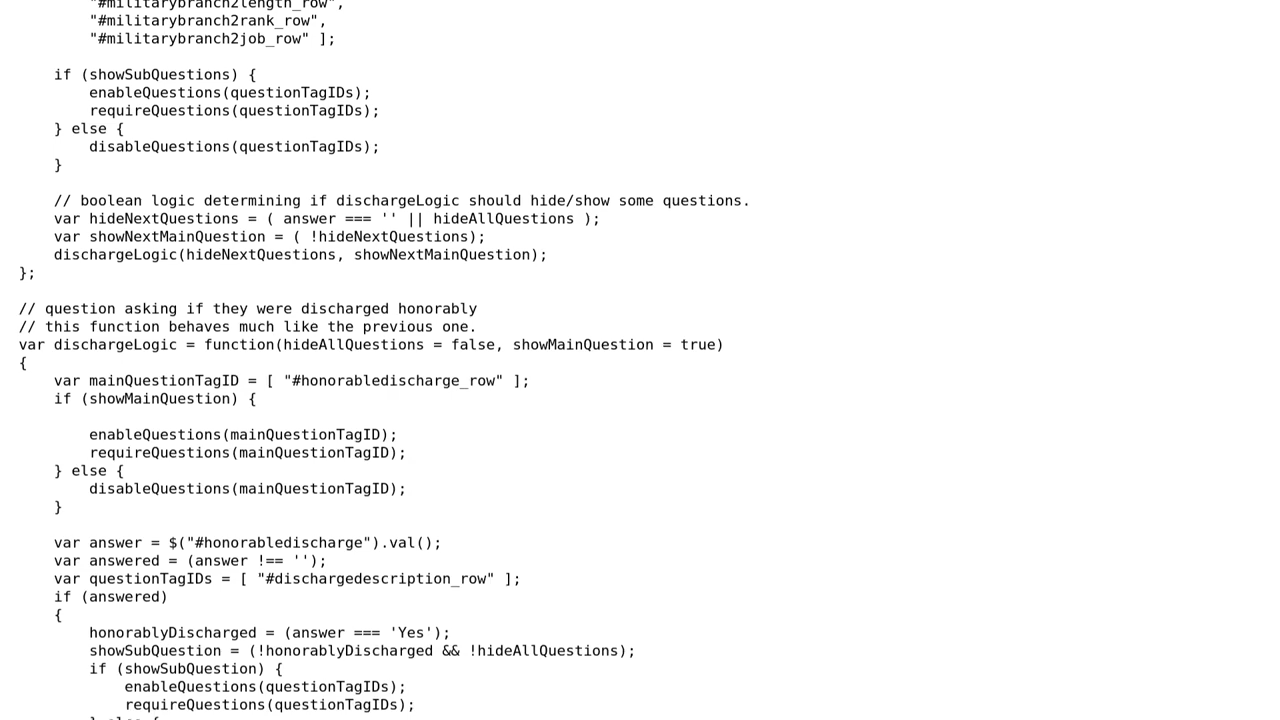 "#militarybranch2length_row",
"#militarybranch2rank_row",
"#militarybranch2job_row" ];
if (showSubQuestions) {
enableQuestions(questionTagIDs);
requireQuestions(questionTagIDs);
} else {
disableQuestions(questionTagIDs);
}
// boolean logic determining if dischargeLogic should hide/show some questions.
var hideNextQuestions = ( answer === '' || hideAllQuestions );
var showNextMainQuestion = ( !hideNextQuestions);
dischargeLogic(hideNextQuestions, showNextMainQuestion);
};
// question asking if they were discharged honorably
// this function behaves much like the previous one.
var dischargeLogic = function(hideAllQuestions = false, showMainQuestion = true)
{
var mainQuestionTagID = [ "#honorabledischarge_row" ];
if (showMainQuestion) {
enableQuestions(mainQuestionTagID);
requireQuestions(mainQuestionTagID);
} else {
disableQuestions(mainQuestionTagID);
}
var answer = $("#honorabledischarge").val();
var answered = (answer !== '');
var questionTagIDs = [ "#dischargedescription_row" ];
if (answered)
{
honorablyDischarged = (answer === 'Yes');
showSubQuestion = (!honorablyDischarged && !hideAllQuestions);
if (showSubQuestion) {
enableQuestions(questionTagIDs);
requireQuestions(questionTagIDs);
} else {